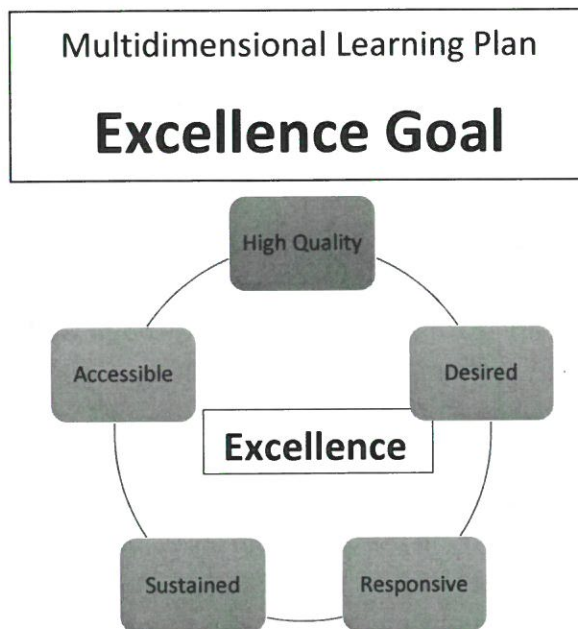 Multidimensional Learning Plan
Excellence Goal
High Quality
Accessible
Desired
Excellence
Sustained
Responsive